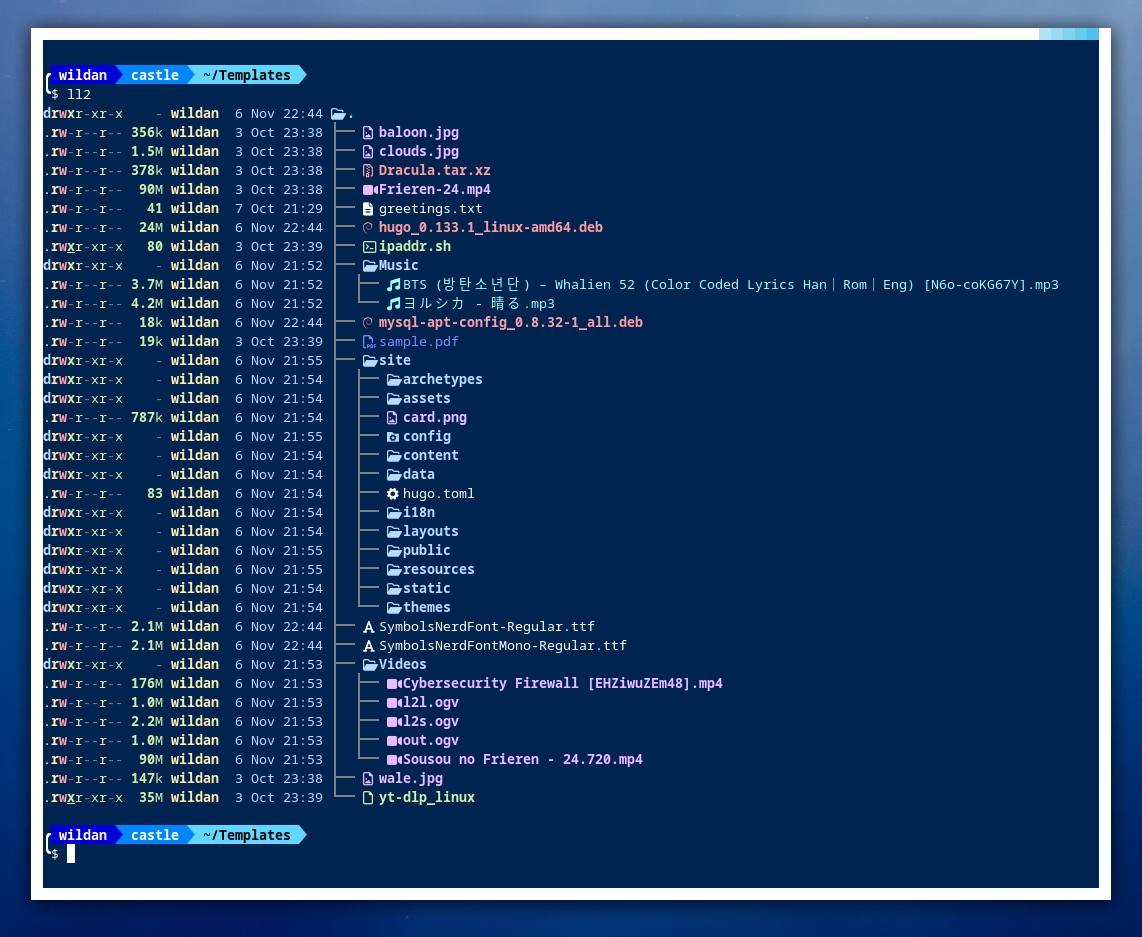 wildan castle ~/Templates
$ ll2
drwxr-xr-x - wildan 6 Nov 22:44 .
.rw-r--r-- 356k wildan 3 Oct 23:38 baloon.jpg
.rw-r--r-- 1.5M wildan 3 Oct 23:38 clouds.jpg
.rw-r--r-- 378k wildan 3 Oct 23:38 Dracula.tar.xz
.rw-r--r-- 90M wildan 3 Oct 23:38 Frieren-24.mp4
.rw-r--r-- 41 wildan 7 Oct 21:29 greetings.txt
.rw-r--r-- 24M wildan 6 Nov 22:44 hugo_0.133.1_linux-amd64.deb
.rwxr-xr-x 80 wildan 3 Oct 23:39 ipaddr.sh
drwxr-xr-x - wildan 6 Nov 21:52 Music
.rw-r--r-- 3.7M wildan 6 Nov 21:52 BTS (방탄소년단) – Whalien 52 (Color Coded Lyrics Han｜Rom｜Eng) [N6o-coKG67Y].mp3
.rw-r--r-- 4.2M wildan 6 Nov 21:52 ヨルシカ - 晴る.mp3
.rw-r--r-- 18k wildan 6 Nov 22:44 mysql-apt-config_0.8.32-1_all.deb
.rw-r--r-- 19k wildan 3 Oct 23:39 sample.pdf
drwxr-xr-x - wildan 6 Nov 21:55 site
drwxr-xr-x - wildan 6 Nov 21:54 archetypes
drwxr-xr-x - wildan 6 Nov 21:54 assets
.rw-r--r-- 787k wildan 6 Nov 21:54 card.png
drwxr-xr-x - wildan 6 Nov 21:55 config
drwxr-xr-x - wildan 6 Nov 21:54 content
drwxr-xr-x - wildan 6 Nov 21:54 data
.rw-r--r-- 83 wildan 6 Nov 21:54 hugo.toml
drwxr-xr-x - wildan 6 Nov 21:54 i18n
drwxr-xr-x - wildan 6 Nov 21:54 layouts
drwxr-xr-x - wildan 6 Nov 21:55 public
drwxr-xr-x - wildan 6 Nov 21:55 resources
drwxr-xr-x - wildan 6 Nov 21:54 static
drwxr-xr-x - wildan 6 Nov 21:54 themes
.rw-r--r-- 2.1M wildan 6 Nov 22:44 SymbolsNerdFont-Regular.ttf
.rw-r--r-- 2.1M wildan 6 Nov 22:44 SymbolsNerdFontMono-Regular.ttf
drwxr-xr-x - wildan 6 Nov 21:53 Videos
.rw-r--r-- 176M wildan 6 Nov 21:53 Cybersecurity Firewall [EHZiwuZEm48].mp4
.rw-r--r-- 1.0M wildan 6 Nov 21:53 l2l.ogv
.rw-r--r-- 2.2M wildan 6 Nov 21:53 l2s.ogv
.rw-r--r-- 1.0M wildan 6 Nov 21:53 out.ogv
.rw-r--r-- 90M wildan 6 Nov 21:53 Sousou no Frieren - 24.720.mp4
.rw-r--r-- 147k wildan 3 Oct 23:38 wale.jpg
.rwxr-xr-x 35M wildan 3 Oct 23:39 yt-dlp_linux
wildan castle ~/Templates
$